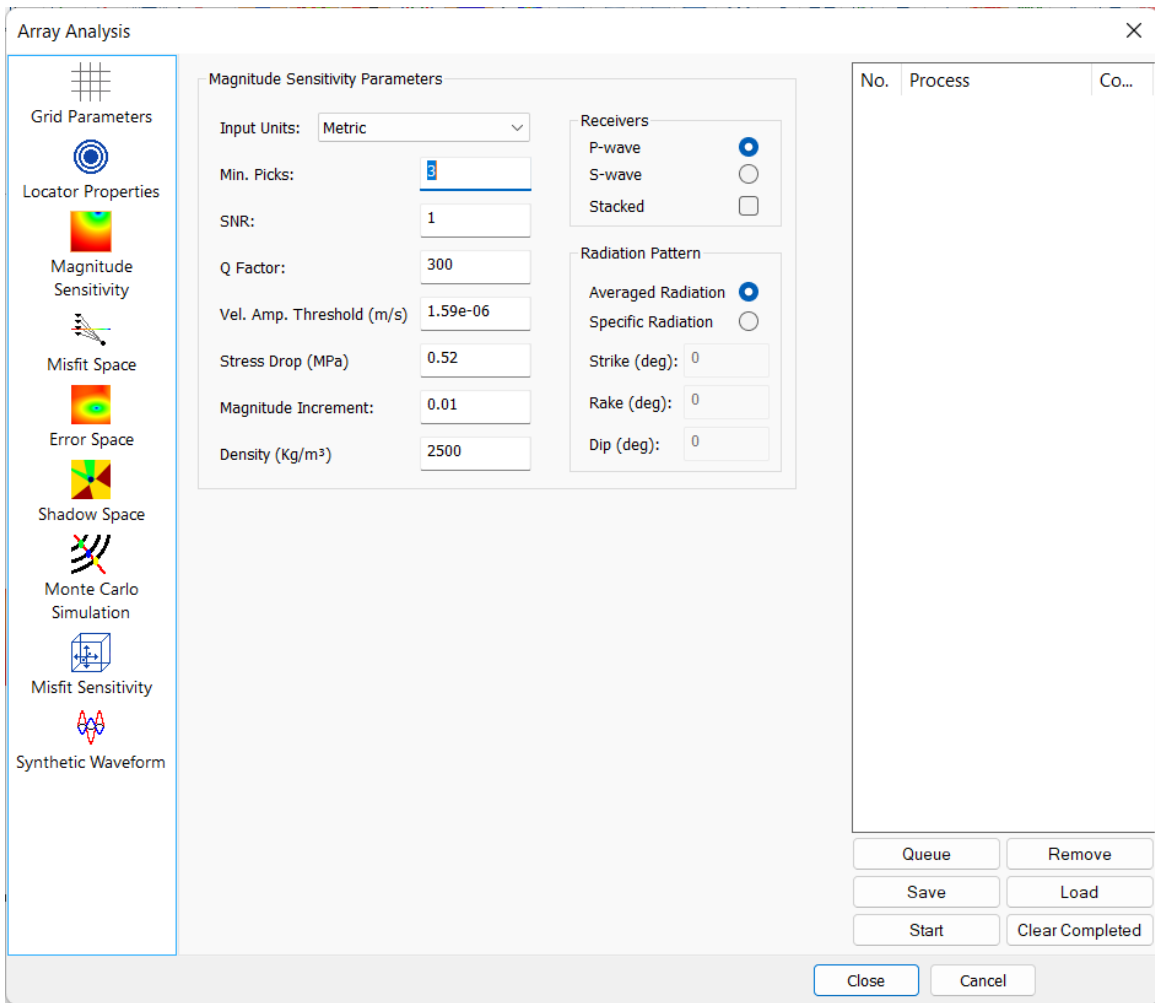 Array Analysis
Grid Parameters
Locator Properties
Magnitude
Sensitivity
Misfit Space
Error Space
Shadow Space
Monte Carlo
Simulation
Misfit Sensitivity
Synthetic Waveform
Magnitude Sensitivity Parameters
Input Units: Metric
Min. Picks: 3
SNR: 1
Q Factor: 300
Vel. Amp. Threshold (m/s) 1.59e-06
Stress Drop (MPa) 0.52
Magnitude Increment: 0.01
Density (Kg/m³) 2500
Receivers
P-wave
S-wave
Stacked
Radiation Pattern
Averaged Radiation
Specific Radiation
Strike (deg): 0
Rake (deg): 0
Dip (deg): 0
No. Process Co...
Queue Remove
Save Load
Start Clear Completed
Close Cancel